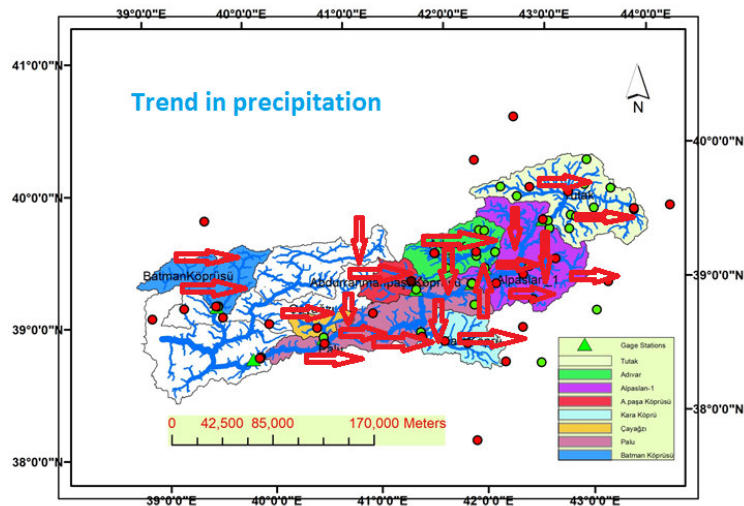 39°0'0"E 40°0'0"E 41°0'0"E 42°0'0"E 43°0'0"E 44°0'0"E
41°0'0"N
Trend in precipitation
N
40°0'0"N
40°0'0"N
Tutak
BatmanKöprüsü
39°0'0"N
Alpaslan_1
39°0'0"N
Palu
Gage Stations
Tutak
Adıvar
Alpaslan-1
A.paşa Köprüsü
Kara Köprü
Çayağzı
Palu
Batman Köprüsü
0 42,500 85,000 170,000 Meters
38°0'0"N
38°0'0"N
39°0'0"E 40°0'0"E 41°0'0"E 42°0'0"E 43°0'0"E